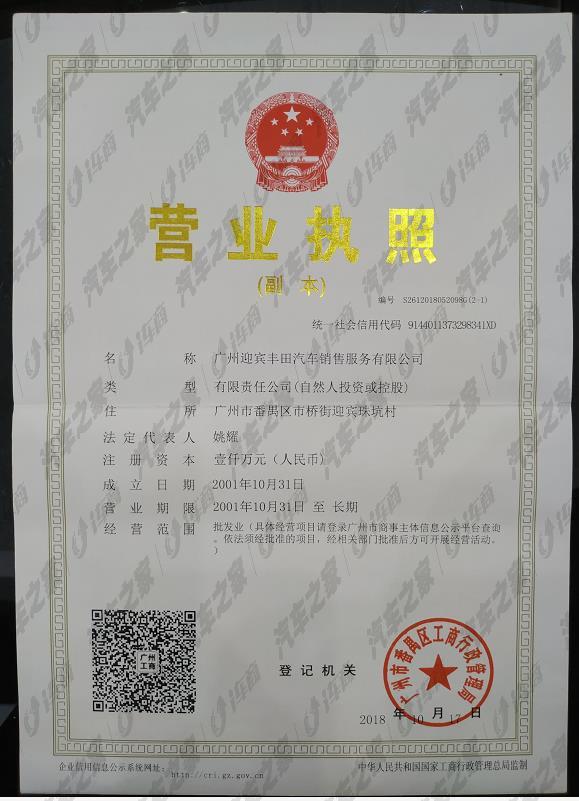 营业执照
(副 本)
编号 S2612018052098G(2-1)
统一社会信用代码 9144011373298341XD
名称 广州迎宾丰田汽车销售服务有限公司
类型 有限责任公司(自然人投资或控股)
住所 广州市番禺区市桥街迎宾珠坑村
法定代表人 姚耀
注册资本 壹仟万元（人民币）
成立日期 2001年10月31日
营业期限 2001年10月31日 至 长期
经营范围 批发业（具体经营项目请登录广州市商事主体信息公示平台查询
。依法须经批准的项目，经相关部门批准后方可开展经营活动。
）
广州
工商
登记机关
广州市番禺区工商行政管理局
2018 年 10 月 17 日
企业信用信息公示系统网址：http://cri.gz.gov.cn
中华人民共和国国家工商行政管理总局监制
汽车之家 车商